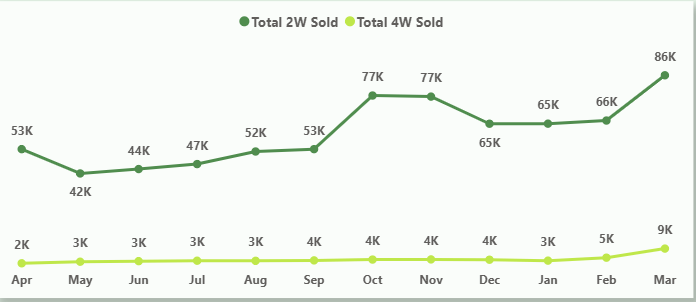 Total 2W Sold Total 4W Sold
86K
77K 77K
65K 66K
53K 44K 47K 52K 53K
42K 65K
2K 3K 3K 3K 3K 4K 4K 4K 4K 3K 5K 9K
Apr May Jun Jul Aug Sep Oct Nov Dec Jan Feb Mar